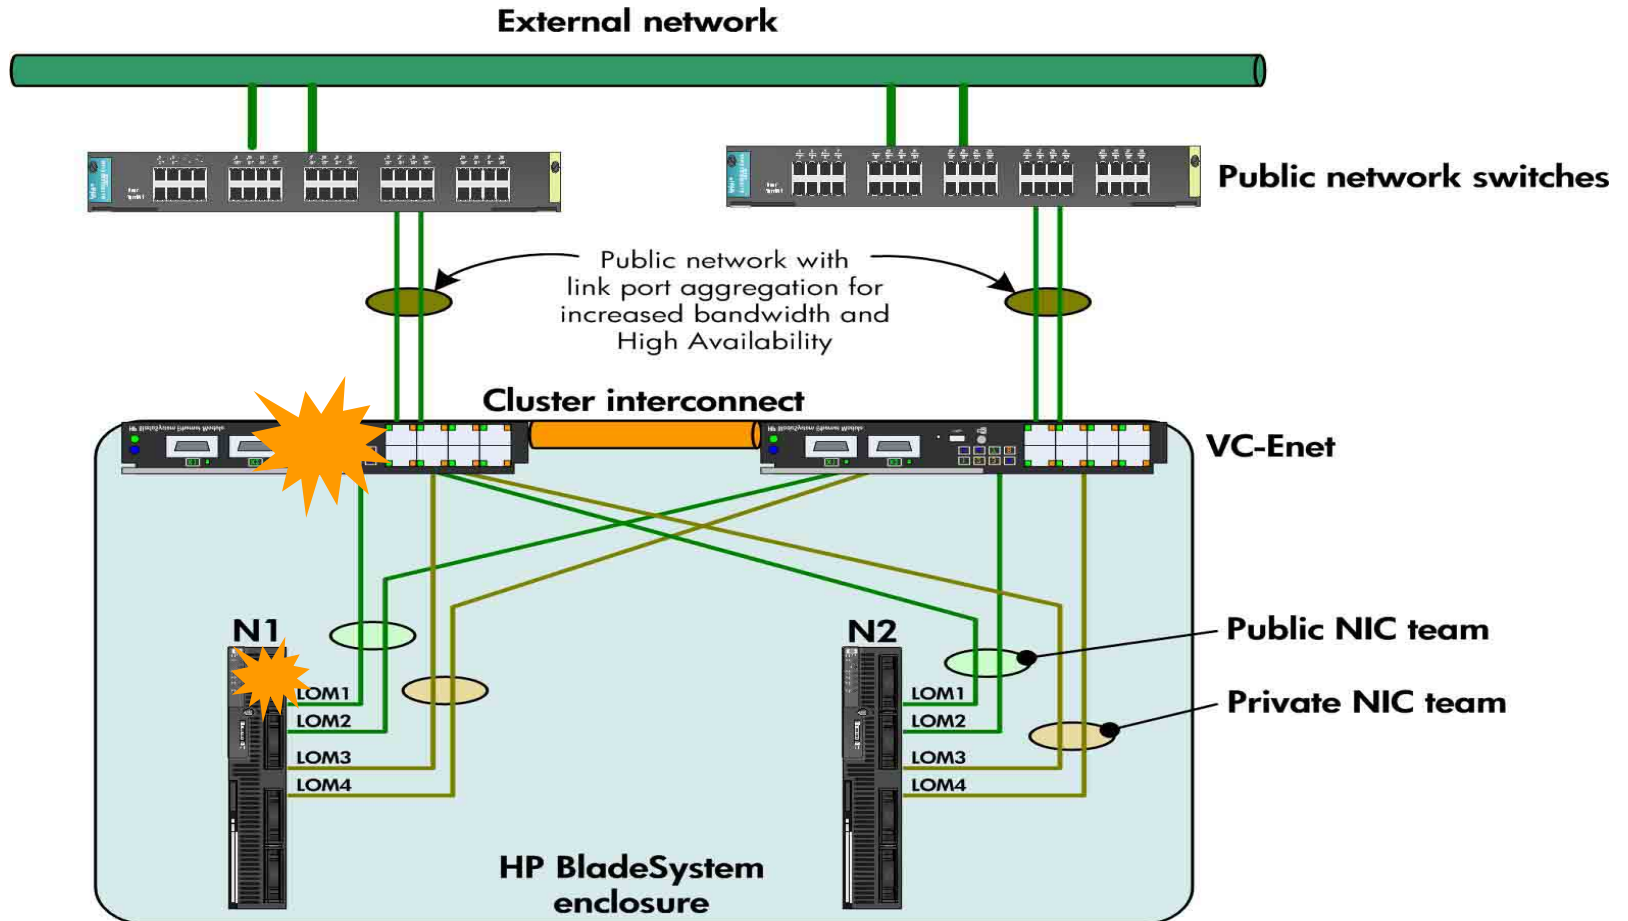 External network
Public network switches
Public network with
link port aggregation for
increased bandwidth and
High Availability
Cluster interconnect
VC-Enet
N1
N2
LOM1
LOM2
LOM3
LOM4
LOM1
LOM2
LOM3
LOM4
Public NIC team
Private NIC team
HP BladeSystem
enclosure